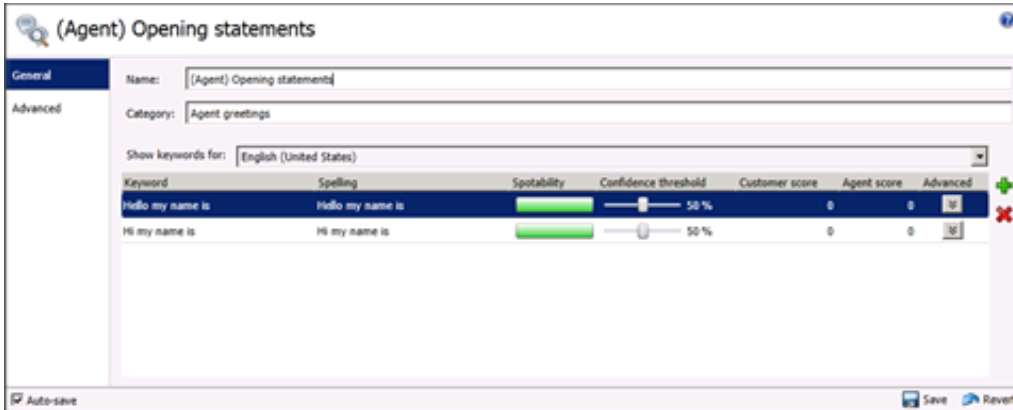 (Agent) Opening statements
General
Advanced
Name: (Agent) Opening statements
Category: Agent greetings
Show keywords for: English (United States)
Keyword Spelling Spotability Confidence threshold Customer score Agent score Advanced
Hello my name is Hello my name is 50 % 0 0
Hi my name is Hi my name is 50 % 0 0
Auto-save Save Revert